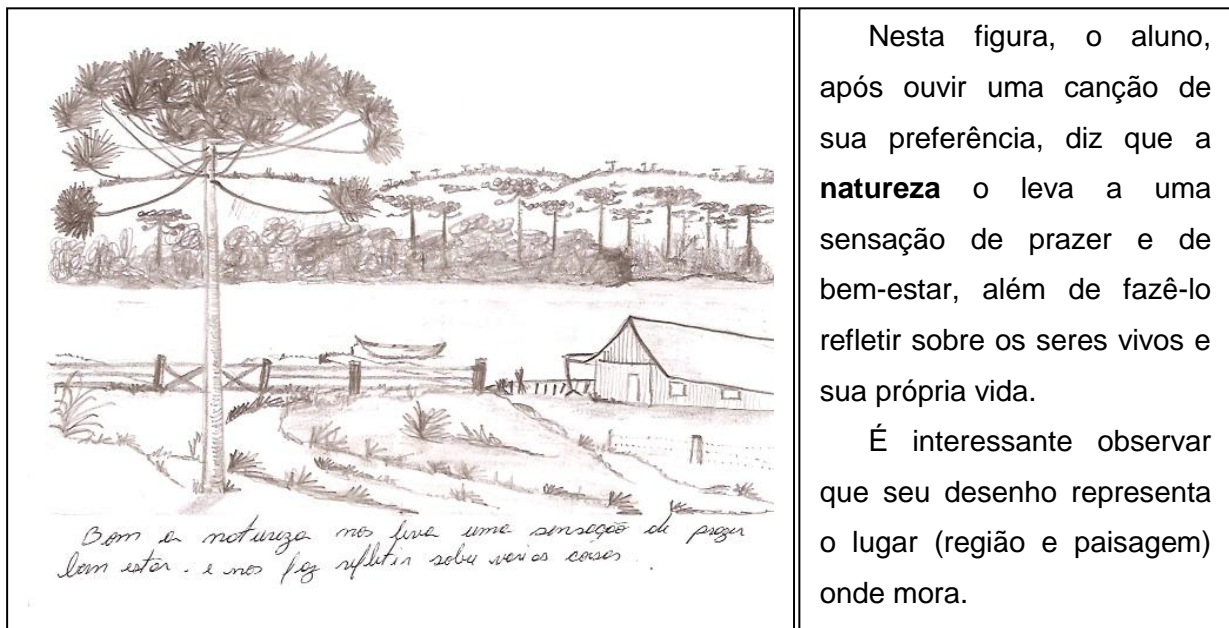 Nesta figura, o aluno,
após ouvir uma canção de
sua preferência, diz que a
natureza o leva a uma
sensação de prazer e de
bem-estar, além de fazê-lo
refletir sobre os seres vivos e
sua própria vida.
É interessante observar
que seu desenho representa
o lugar (região e paisagem)
onde mora.
Bom a natureza nos leva uma sensação de prazer
bem estar. e nos faz refletir sobre varias coisas.